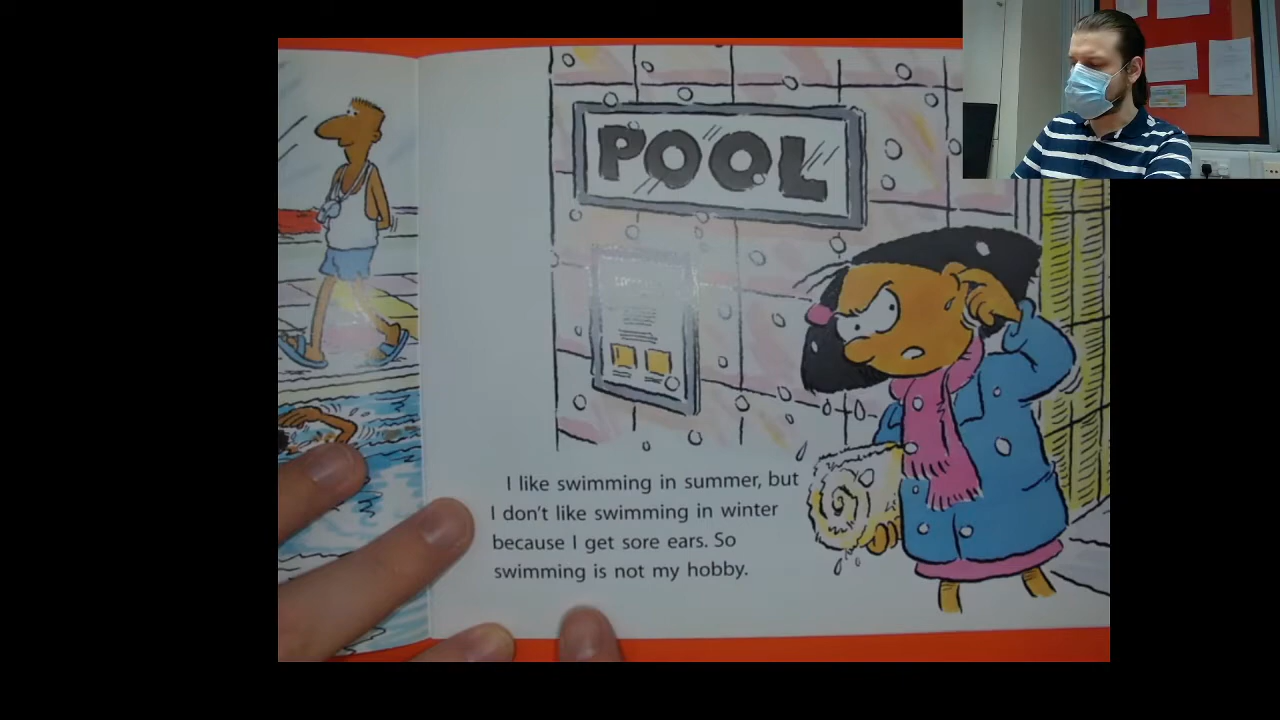 POOL
I like swimming in summer, but
I don't like swimming in winter
because I get sore ears. So
swimming is not my hobby.